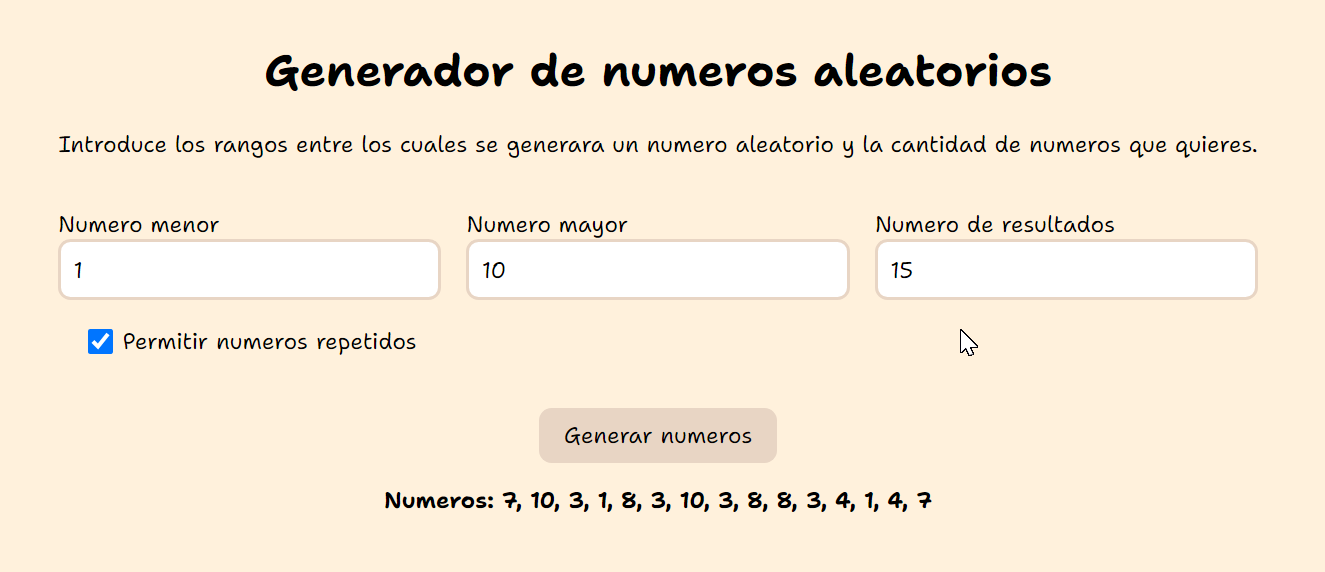 Generador de numeros aleatorios
Introduce los rangos entre los cuales se generara un numero aleatorio y la cantidad de numeros que quieres.
Numero menor
Numero mayor
Numero de resultados
1
10
15
Permitir numeros repetidos
Generar numeros
Numeros: 7, 10, 3, 1, 8, 3, 10, 3, 8, 8, 3, 4, 1, 4, 7